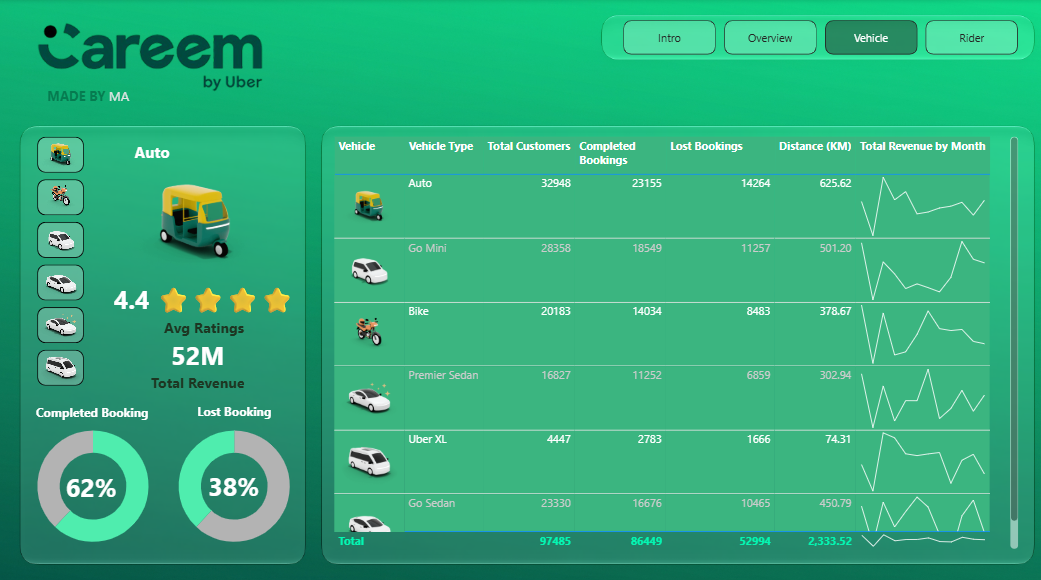 Careem
by Uber
MADE BY MA
Intro Overview Vehicle Rider
Auto
4.4
Avg Ratings
52M
Total Revenue
Completed Booking Lost Booking
62% 38%
Vehicle Vehicle Type Total Customers Completed Bookings Lost Bookings Distance (KM) Total Revenue by Month
Auto 32948 23155 14264 625.62
Go Mini 28358 18549 11257 501.20
Bike 20183 14034 8483 378.67
Premier Sedan 16827 11252 6859 302.94
Uber XL 4447 2783 1666 74.31
Go Sedan 23330 16676 10465 450.79
Total 97485 86449 52994 2,333.52